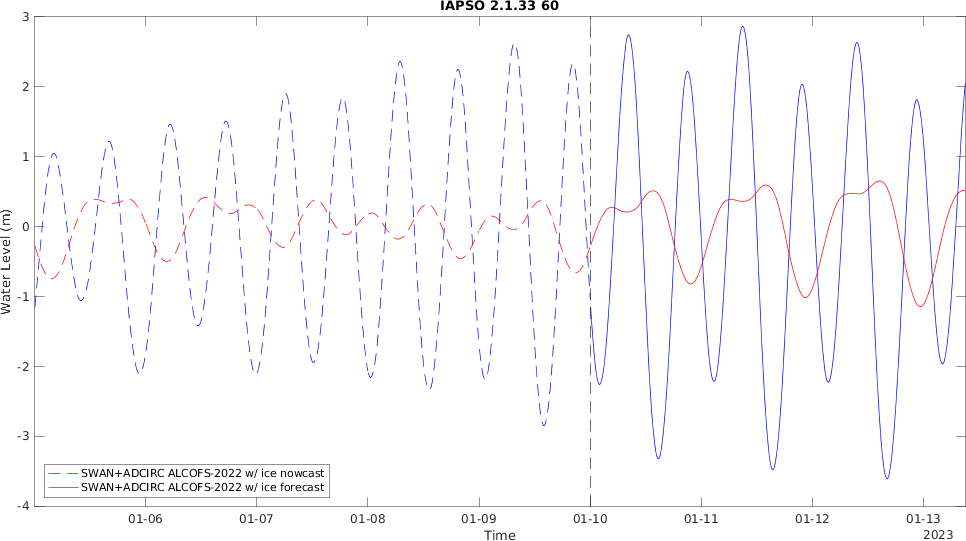 IAPSO 2.1.33 60
3
2
1
0
-1
-2
-3
-4
Water Level (m)
SWAN+ADCIRC ALCOFS-2022 w/ ice nowcast
SWAN+ADCIRC ALCOFS-2022 w/ ice forecast
01-06 01-07 01-08 01-09 01-10 01-11 01-12 01-13
Time
2023